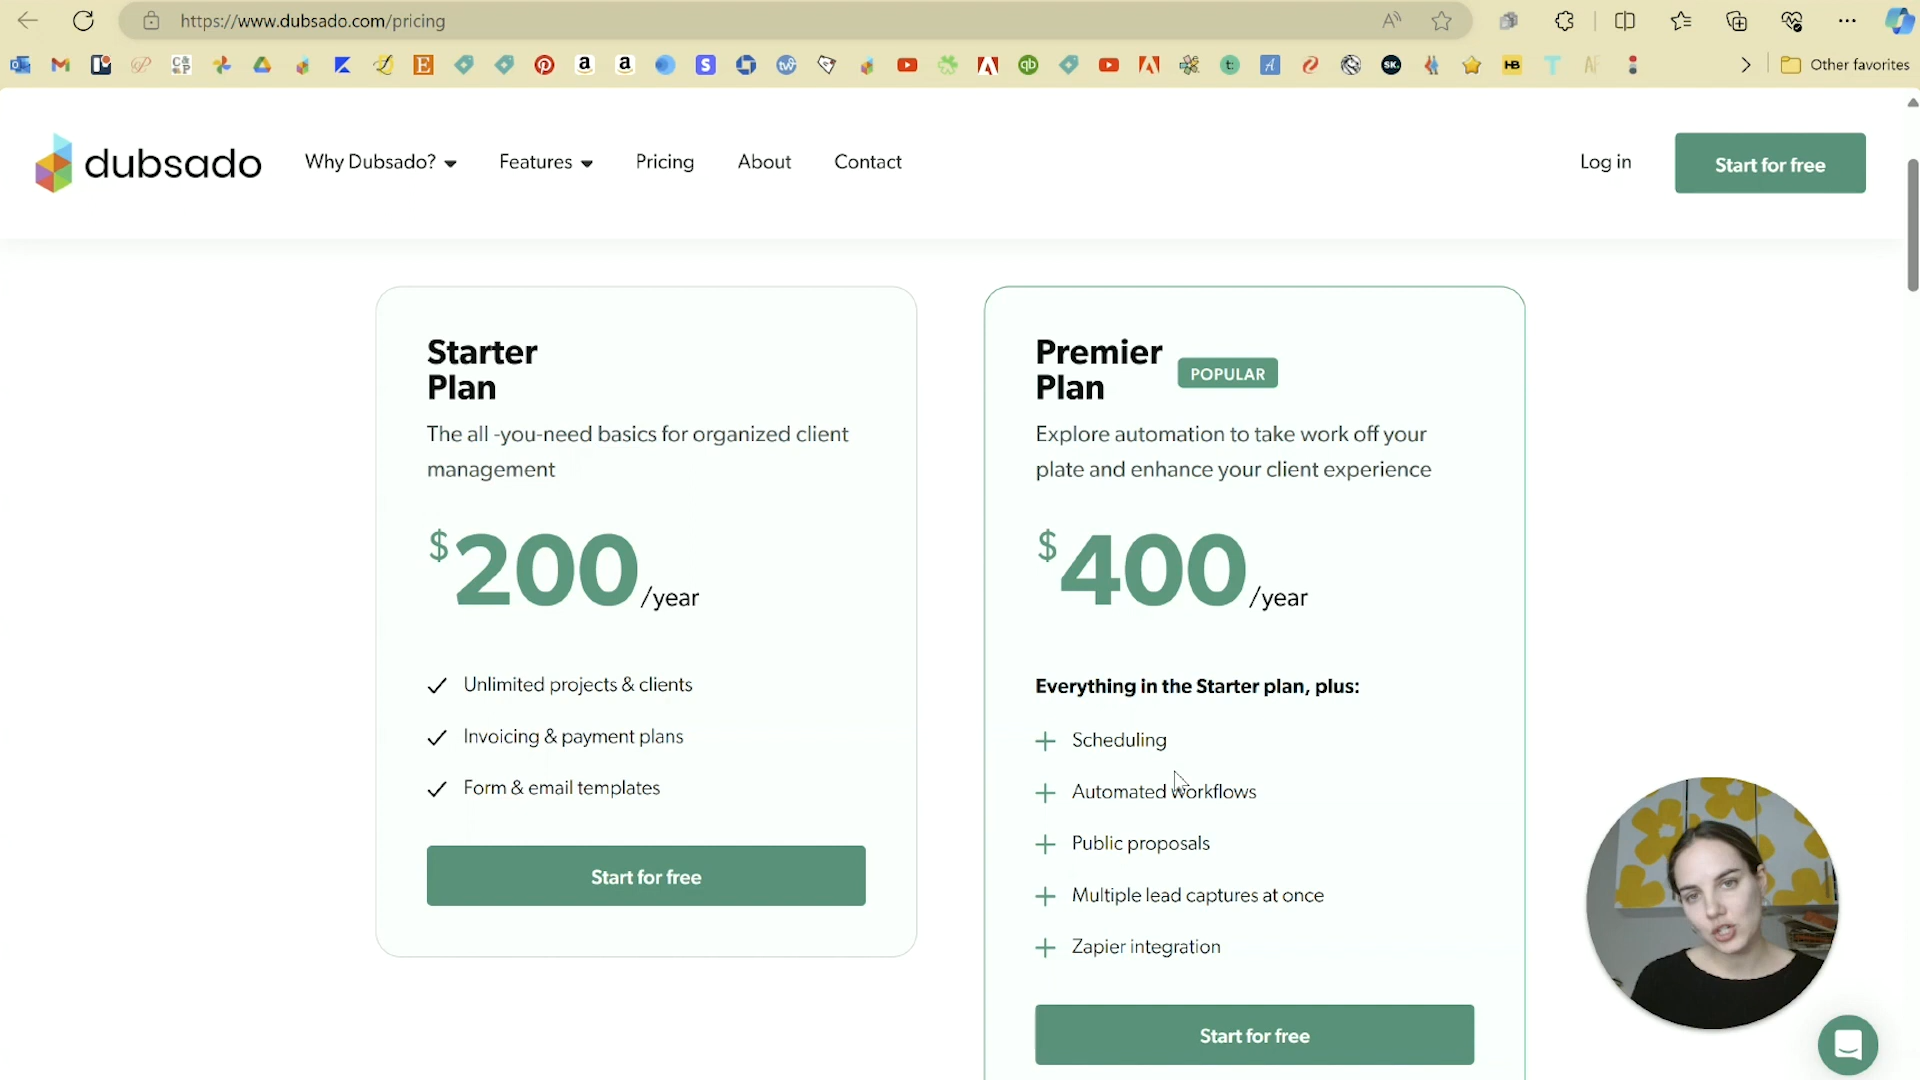 https://www.dubsado.com/pricing
Other favorites
dubsado
Why Dubsado?
Features
Pricing
About
Contact
Log in
Start for free
Starter
Plan
The all -you-need basics for organized client
management
$200/year
Unlimited projects & clients
Invoicing & payment plans
Form & email templates
Start for free
Premier
Plan
POPULAR
Explore automation to take work off your
plate and enhance your client experience
$400/year
Everything in the Starter plan, plus:
Scheduling
Automated workflows
Public proposals
Multiple lead captures at once
Zapier integration
Start for free